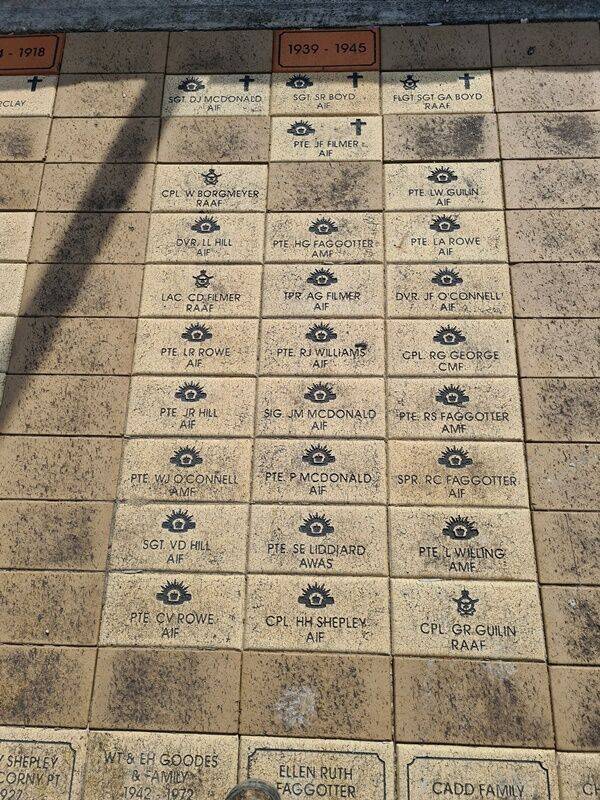 - 1918
1939 - 1945
RCLAY
SGT. DJ MCDONALD
AIF
SGT. SR BOYD
AIF
FLGT SGT GA BOYD
RAAF
PTE. JF FILMER
AIF
CPL. W BORGMEYER
RAAF
PTE. LW GUILIN
AIF
DVR. LL HILL
AIF
PTE. HG FAGGOTTER
AMF
PTE. LA ROWE
AIF
LAC. CD FILMER
RAAF
TPR. AG FILMER
AIF
DVR. JF O'CONNELL
AIF
PTE. LR ROWE
AIF
PTE. RJ WILLIAMS
AIF
CPL. RG GEORGE
CMF
PTE. JR HILL
AIF
SIG. JM MCDONALD
AIF
PTE. RS FAGGOTTER
AMF
PTE. WJ O'CONNELL
AMF
PTE. P MCDONALD
AIF
SPR. RC FAGGOTTER
AIF
SGT. VD HILL
AIF
PTE. SE LIDDIARD
AWAS
PTE. L WILLING
AMF
PTE. CV ROWE
AIF
CPL. HH SHEPLEY
AIF
CPL. GR GUILIN
RAAF
Y SHEPLEY
CORNY PT
927
WT & EH GOODES
& FAMILY
1942 - 1972
ELLEN RUTH
FAGGOTTER
CADD FAMILY